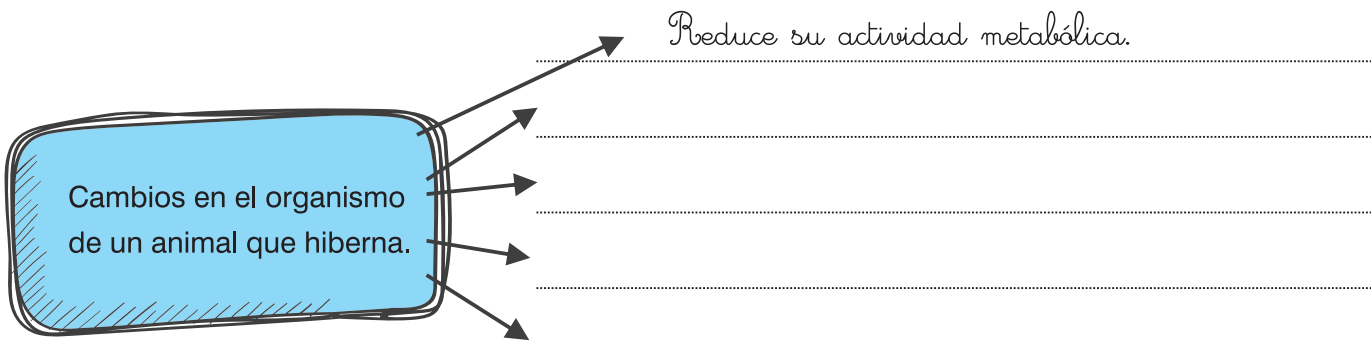 Reduce su actividad metabólica.
Cambios en el organismo
de un animal que hiberna.